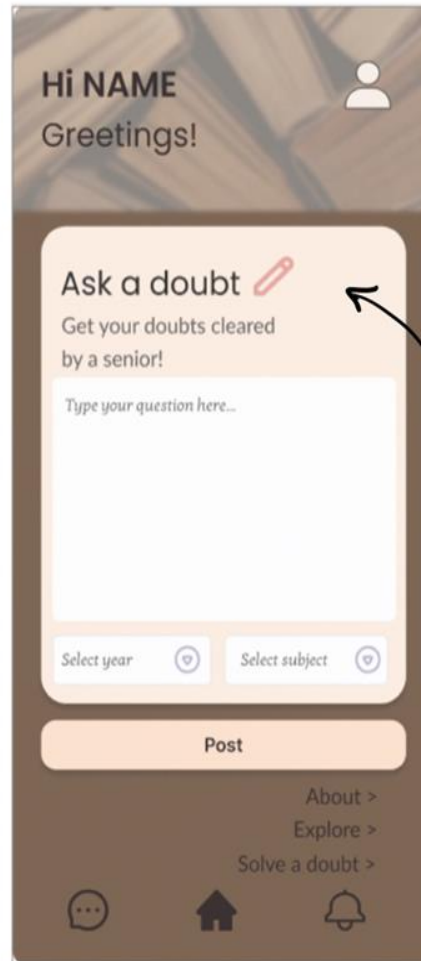 Hi NAME
Greetings!
Ask a doubt
Get your doubts cleared
by a senior!
Type your question here...
Select year
Select subject
Post
About >
Explore >
Solve a doubt >